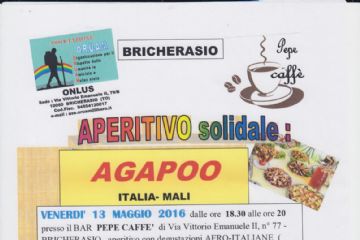 BRICHERASIO
O.R.U.A.M.
ONLUS
Sede : Via Vittorio Emanuele II, 79/B
10060 BRICHERASIO (TO)
Pepe
caffè
APERITIVO solidale :
AGAPOO
ITALIA- MALI
VENERDI' 13 MAGGIO 2016 dalle ore 18.30 alle ore 20
presso il BAR PEPE CAFFE' di Via Vittorio Emanuele II, n° 77 -
BRICHERASIO aperitivo con degustazioni AFRO-ITALIANE (